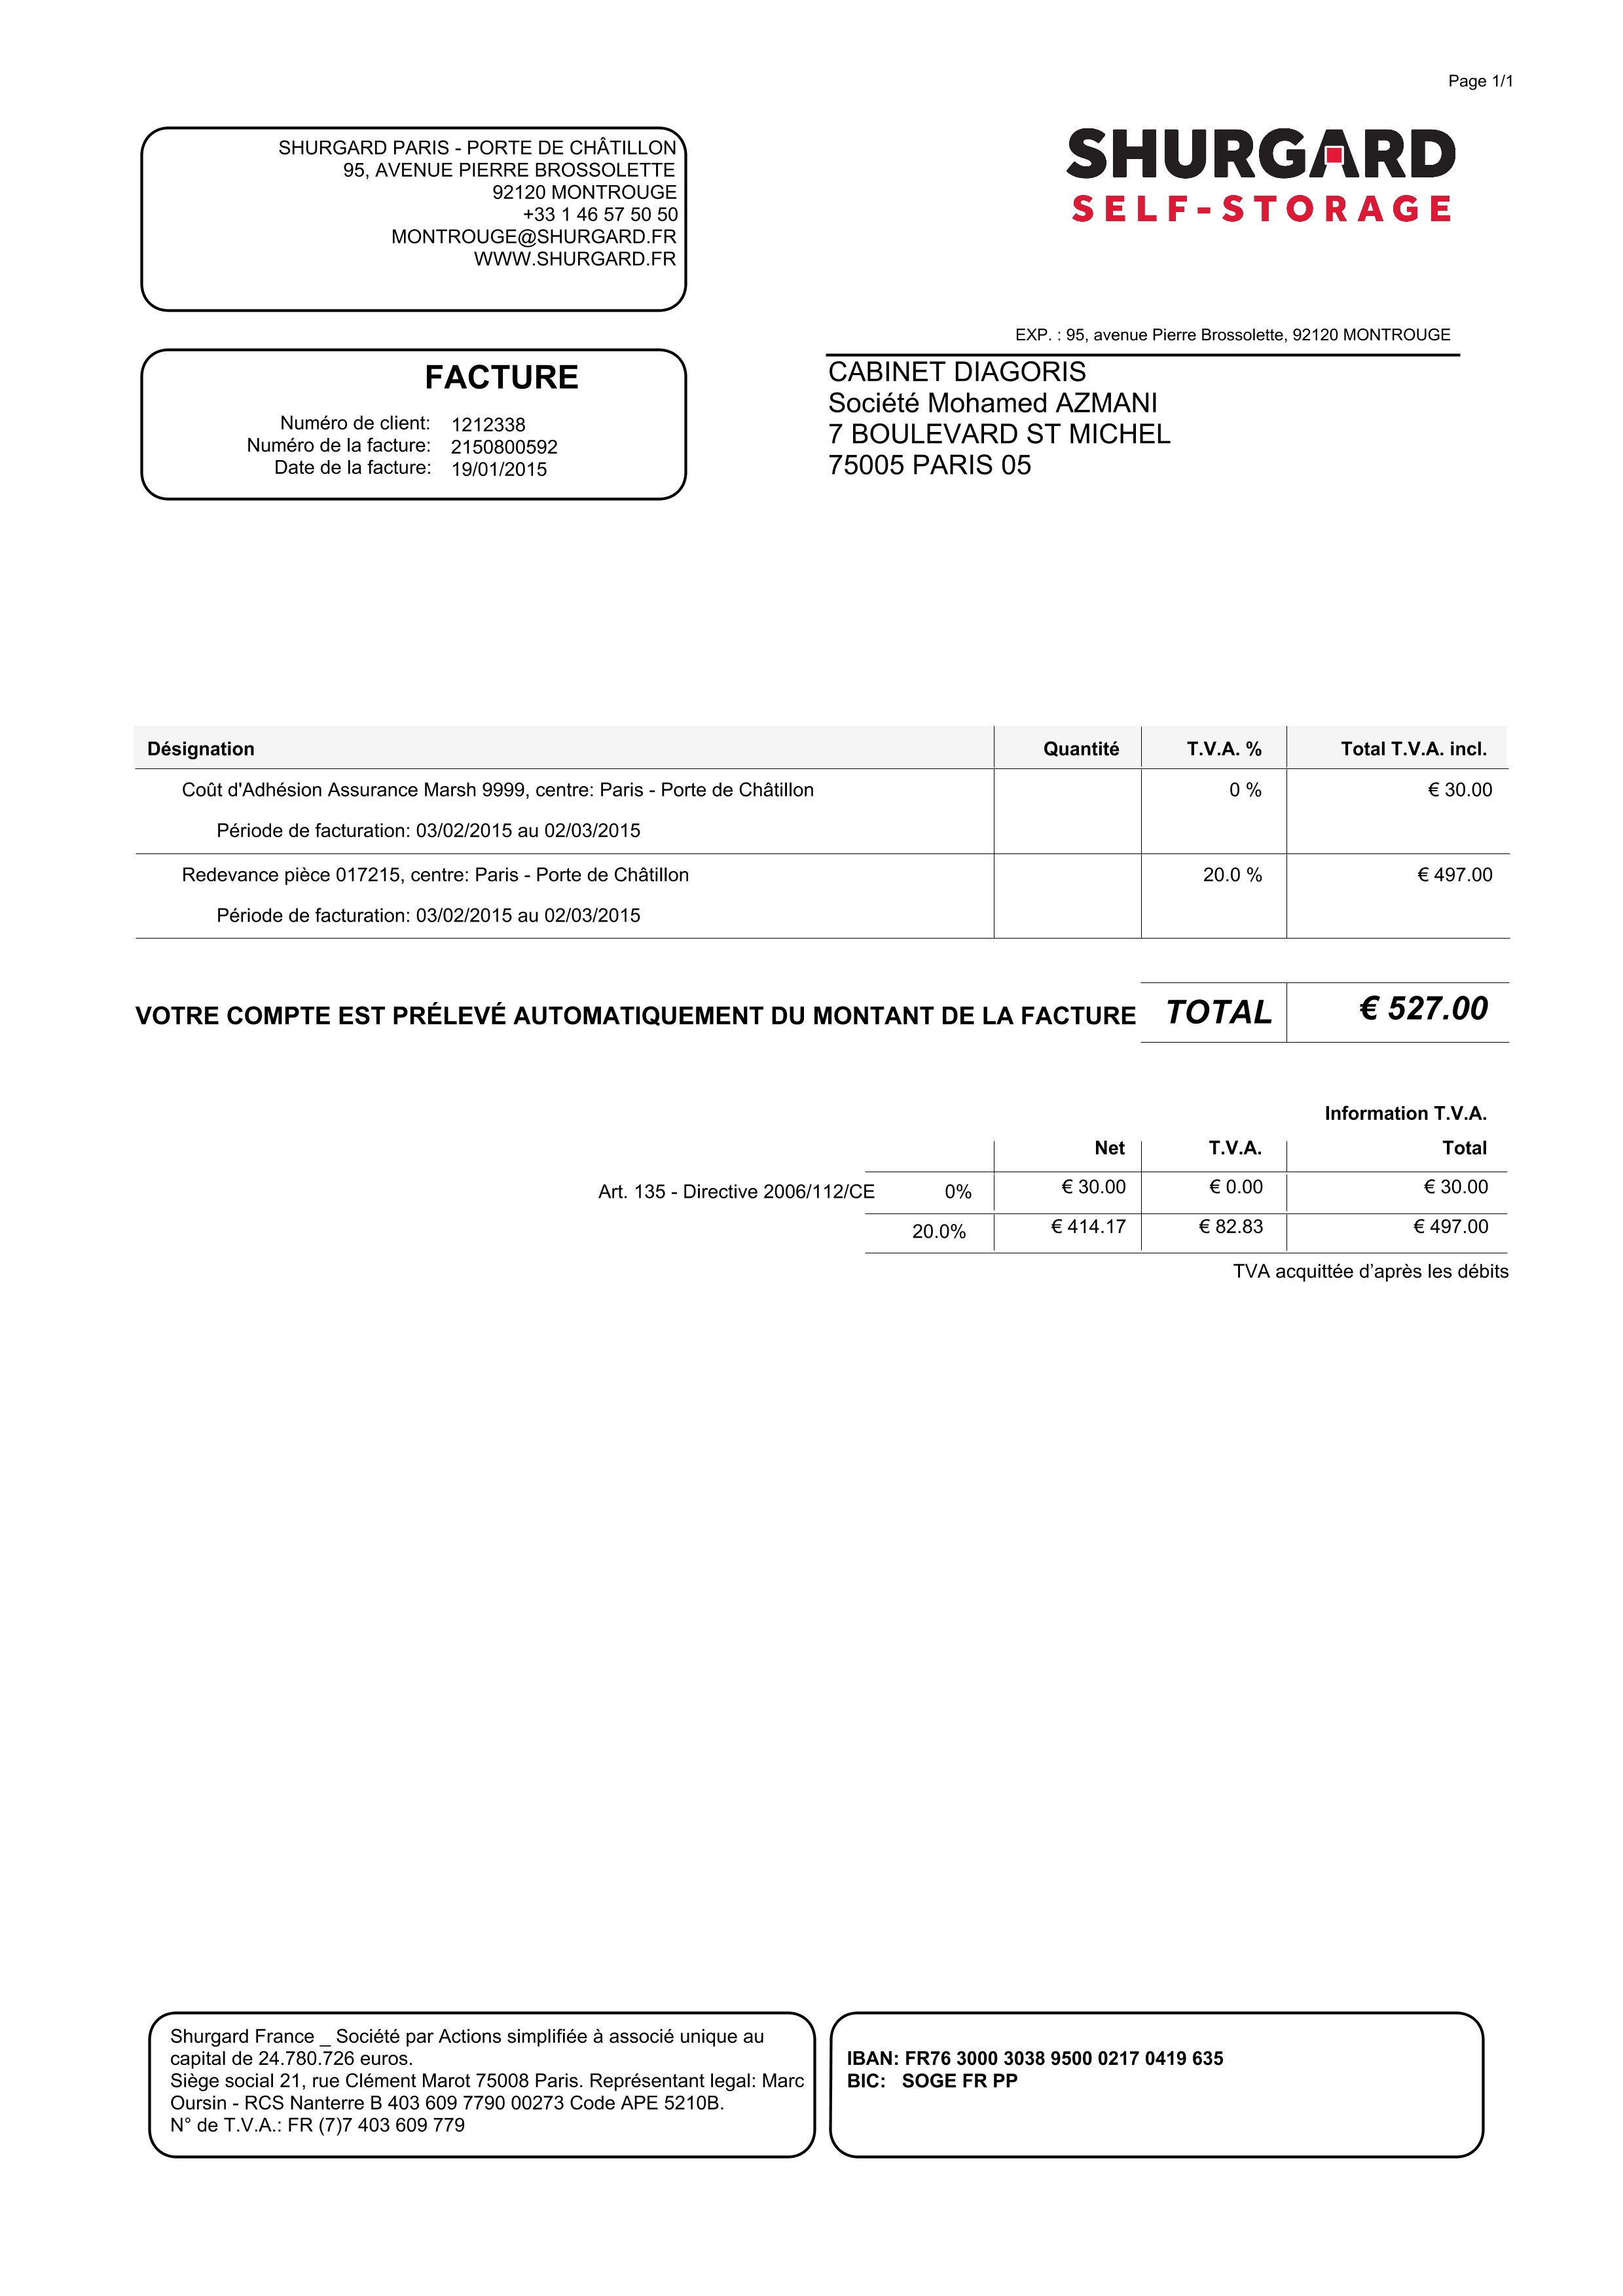 Page 1/1
SHURGARD PARIS - PORTE DE CHÂTILLON
95, AVENUE PIERRE BROSSOLETTE
92120 MONTROUGE
+33 1 46 57 50 50
MONTROUGE@SHURGARD.FR
WWW.SHURGARD.FR
SHURGARD
SELF-STORAGE
EXP. : 95, avenue Pierre Brossolette, 92120 MONTROUGE
CABINET DIAGORIS
Société Mohamed AZMANI
7 BOULEVARD ST MICHEL
75005 PARIS 05
FACTURE
Numéro de client: 1212338
Numéro de la facture: 2150800592
Date de la facture: 19/01/2015
Désignation Quantité T.V.A. % Total T.V.A. incl.
Coût d'Adhésion Assurance Marsh 9999, centre: Paris - Porte de Châtillon 0 % € 30.00
Période de facturation: 03/02/2015 au 02/03/2015
Redevance pièce 017215, centre: Paris - Porte de Châtillon 20.0 % € 497.00
Période de facturation: 03/02/2015 au 02/03/2015
VOTRE COMPTE EST PRÉLEVÉ AUTOMATIQUEMENT DU MONTANT DE LA FACTURE TOTAL € 527.00
Information T.V.A.
Net T.V.A. Total
Art. 135 - Directive 2006/112/CE 0% € 30.00 € 0.00 € 30.00
20.0% € 414.17 € 82.83 € 497.00
TVA acquittée d’après les débits
Shurgard France _ Société par Actions simplifiée à associé unique au
capital de 24.780.726 euros.
Siège social 21, rue Clément Marot 75008 Paris. Représentant legal: Marc
Oursin - RCS Nanterre B 403 609 7790 00273 Code APE 5210B.
N° de T.V.A.: FR (7)7 403 609 779
IBAN: FR76 3000 3038 9500 0217 0419 635
BIC: SOGE FR PP